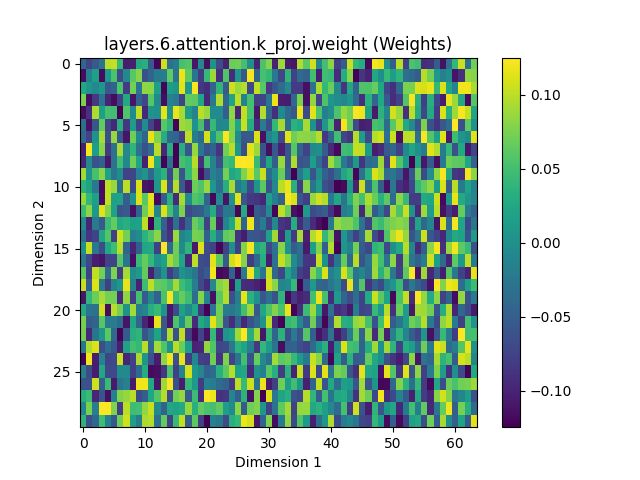 layers.6.attention.k_proj.weight (Weights)
0
5
10
15
20
25
Dimension 2
0 10 20 30 40 50 60
Dimension 1
0.10
0.05
0.00
−0.05
−0.10